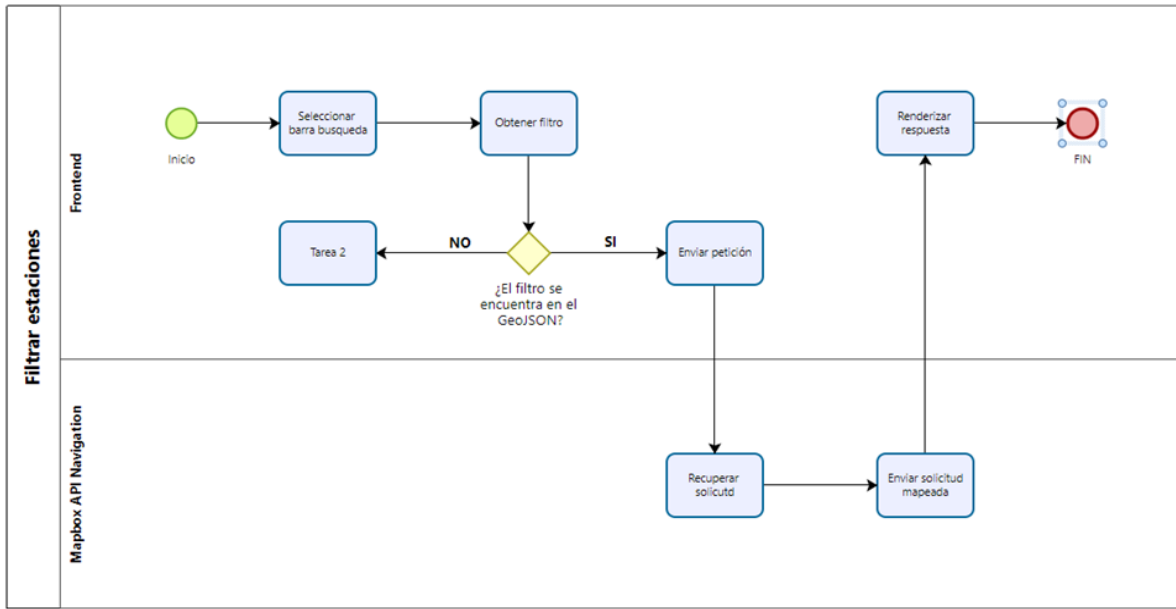 Filtrar estaciones
Frontend
Inicio
Seleccionar
barra busqueda
Obtener filtro
Renderizar
respuesta
FIN
Tarea 2
NO
¿El filtro se
encuentra en el
GeoJSON?
SI
Enviar petición
Mapbox API Navigation
Recuperar
solicutd
Enviar solicitud
mapeada